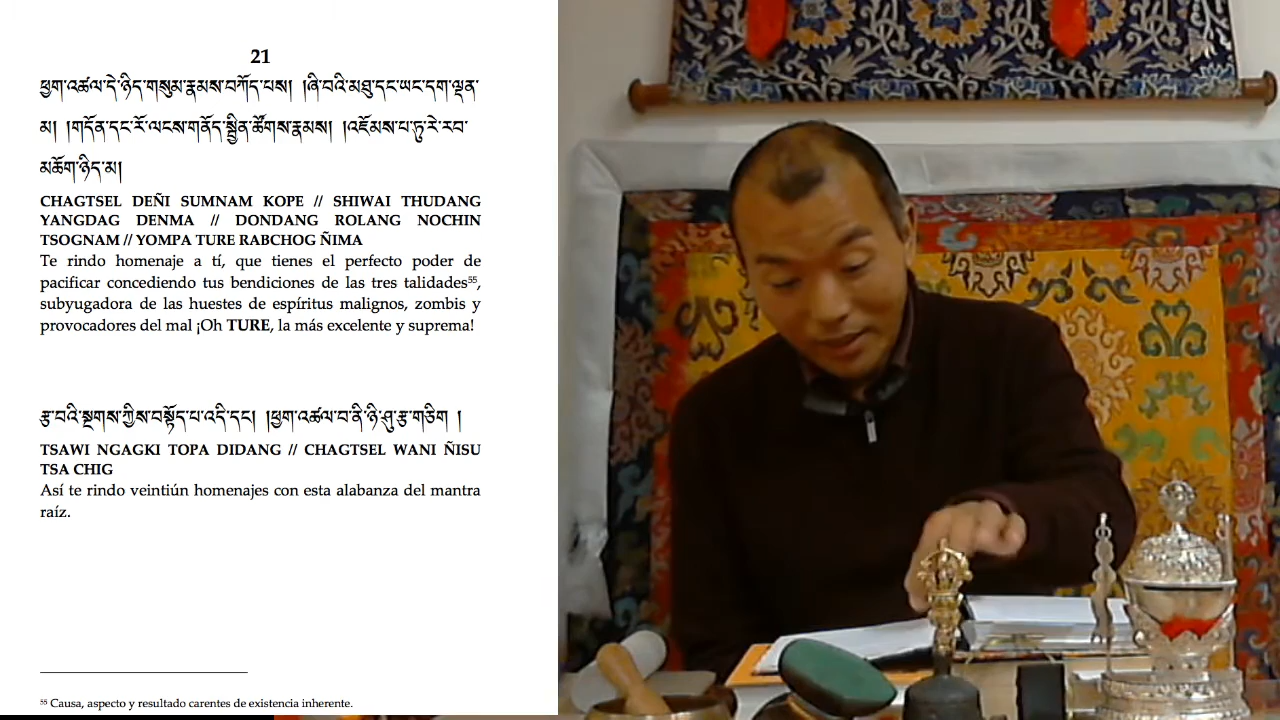 21
ཕྱག་འཚལ་དེ་ཉིད་གསུམ་རྣམས་བཀོད་པས། །ཞི་བའི་མཐུ་དང་ཡང་དག་ལྡན་
མ། །གདོན་དང་རོ་ལངས་གནོད་སྦྱིན་ཚོགས་རྣམས། །འཇོམས་པ་ཏུ་རེ་རབ་
མཆོག་ཉིད་མ།
CHAGTSEL DEÑI SUMNAM KOPE // SHIWAI THUDANG
YANGDAG DENMA // DONDANG ROLANG NOCHIN
TSOGNAM // YOMPA TURE RABCHOG ÑIMA
Te rindo homenaje a tí, que tienes el perfecto poder de
pacificar concediendo tus bendiciones de las tres talidades⁵⁵,
subyugadora de las huestes de espíritus malignos, zombis y
provocadores del mal ¡Oh TURE, la más excelente y suprema!
རྩ་བའི་སྔགས་ཀྱིས་བསྟོད་པ་འདི་དང། །ཕྱག་འཚལ་བ་ནི་ཉི་ཤུ་རྩ་གཅིག །
TSAWI NGAGKI TOPA DIDANG // CHAGTSEL WANI ÑISU
TSA CHIG
Así te rindo veintiún homenajes con esta alabanza del mantra
raíz.
⁵⁵ Causa, aspecto y resultado carentes de existencia inherente.